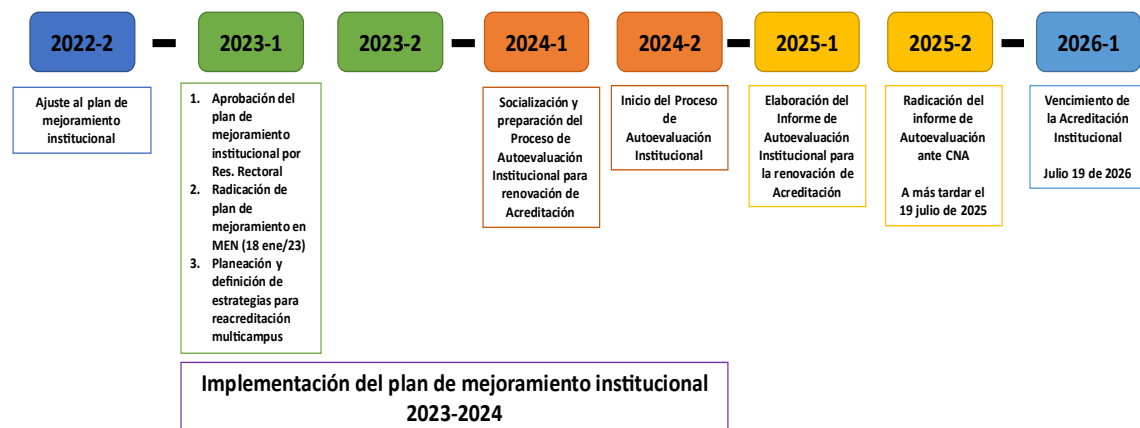 2022-2
2023-1
2023-2
2024-1
2024-2
2025-1
2025-2
2026-1
Ajuste al plan de
mejoramiento
institucional
1. Aprobación del
plan de
mejoramiento
institucional por
Res. Rectoral
2. Radicación de
plan de
mejoramiento en
MEN (18 ene/23)
3. Planeación y
definición de
estrategias para
reacreditación
multicampus
Socialización y
preparación del
Proceso de
Autoevaluación
Institucional para
renovación de
Acreditación
Inicio del Proceso
de
Autoevaluación
Institucional
Elaboración del
Informe de
Autoevaluación
Institucional para
la renovación de
Acreditación
Radicación del
informe de
Autoevaluación
ante CNA
A más tardar el
19 julio de 2025
Vencimiento de
la Acreditación
Institucional
Julio 19 de 2026
Implementación del plan de mejoramiento institucional
2023-2024